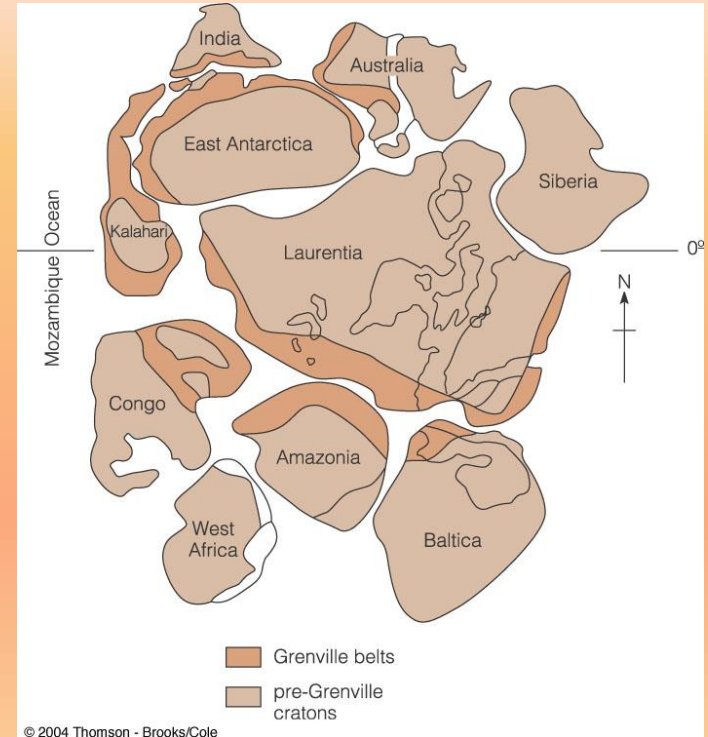 India
Australia
East Antarctica
Siberia
Kalahari
Mozambique Ocean
Laurentia
0º
N
Congo
Amazonia
West
Africa
Baltica
Grenville belts
pre-Grenville
cratons
© 2004 Thomson - Brooks/Cole